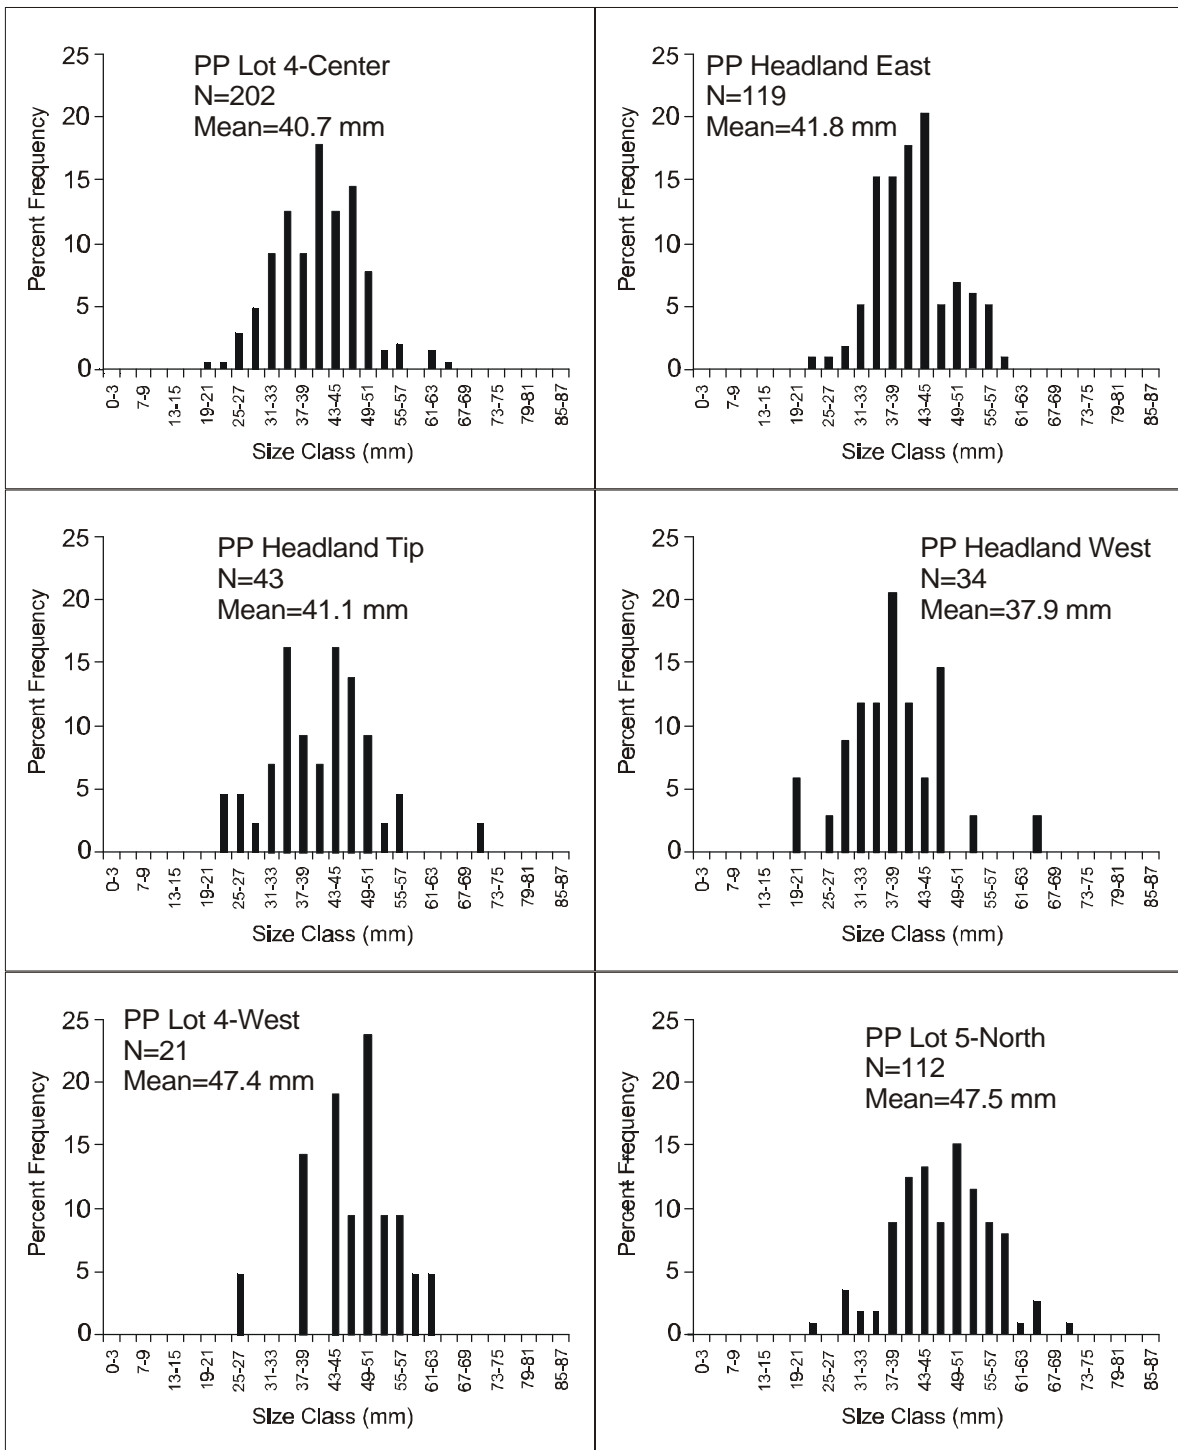 PP Lot 4-Center
N=202
Mean=40.7 mm
Percent Frequency
25
20
15
10
5
0
0-3 7-9 13-15 19-21 25-27 31-33 37-39 43-45 49-51 55-57 61-63 67-69 73-75 79-81 85-87
Size Class (mm)
PP Headland East
N=119
Mean=41.8 mm
Percent Frequency
25
20
15
10
5
0
0-3 7-9 13-15 19-21 25-27 31-33 37-39 43-45 49-51 55-57 61-63 67-69 73-75 79-81 85-87
Size Class (mm)
PP Headland Tip
N=43
Mean=41.1 mm
Percent Frequency
25
20
15
10
5
0
0-3 7-9 13-15 19-21 25-27 31-33 37-39 43-45 49-51 55-57 61-63 67-69 73-75 79-81 85-87
Size Class (mm)
PP Headland West
N=34
Mean=37.9 mm
Percent Frequency
25
20
15
10
5
0
0-3 7-9 13-15 19-21 25-27 31-33 37-39 43-45 49-51 55-57 61-63 67-69 73-75 79-81 85-87
Size Class (mm)
PP Lot 4-West
N=21
Mean=47.4 mm
Percent Frequency
25
20
15
10
5
0
0-3 7-9 13-15 19-21 25-27 31-33 37-39 43-45 49-51 55-57 61-63 67-69 73-75 79-81 85-87
Size Class (mm)
PP Lot 5-North
N=112
Mean=47.5 mm
Percent Frequency
25
20
15
10
5
0
0-3 7-9 13-15 19-21 25-27 31-33 37-39 43-45 49-51 55-57 61-63 67-69 73-75 79-81 85-87
Size Class (mm)